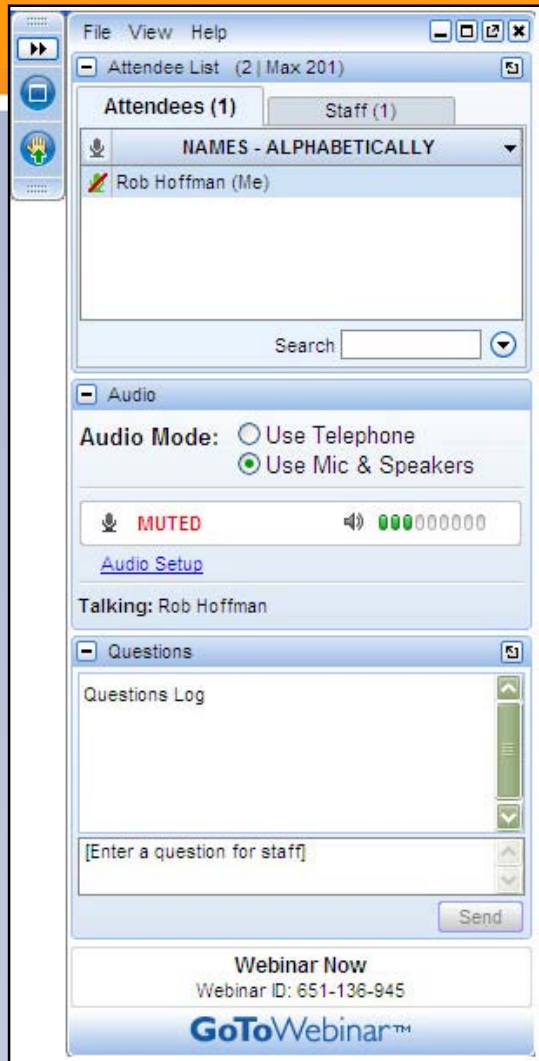 File View Help
Attendee List (2 | Max 201)
Attendees (1) Staff (1)
NAMES - ALPHABETICALLY
Rob Hoffman (Me)
Search
Audio
Audio Mode: Use Telephone
Use Mic & Speakers
MUTED
Audio Setup
Talking: Rob Hoffman
Questions
Questions Log
[Enter a question for staff]
Send
Webinar Now
Webinar ID: 651-136-945
GoToWebinar™